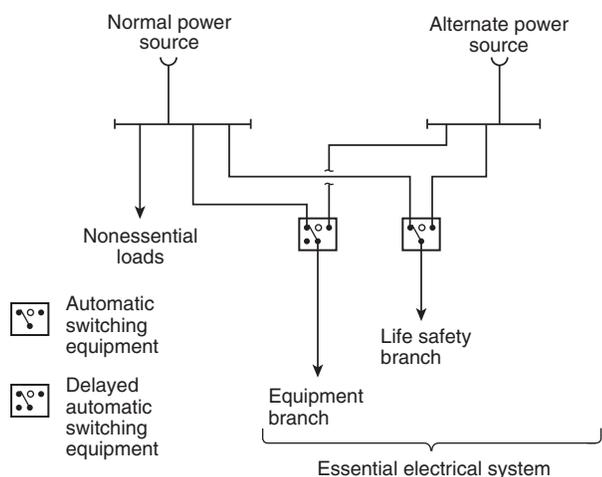 Normal power
source
Alternate power
source
Nonessential
loads
Automatic
switching
equipment
Life safety
branch
Delayed
automatic
switching
equipment
Equipment
branch
Essential electrical system